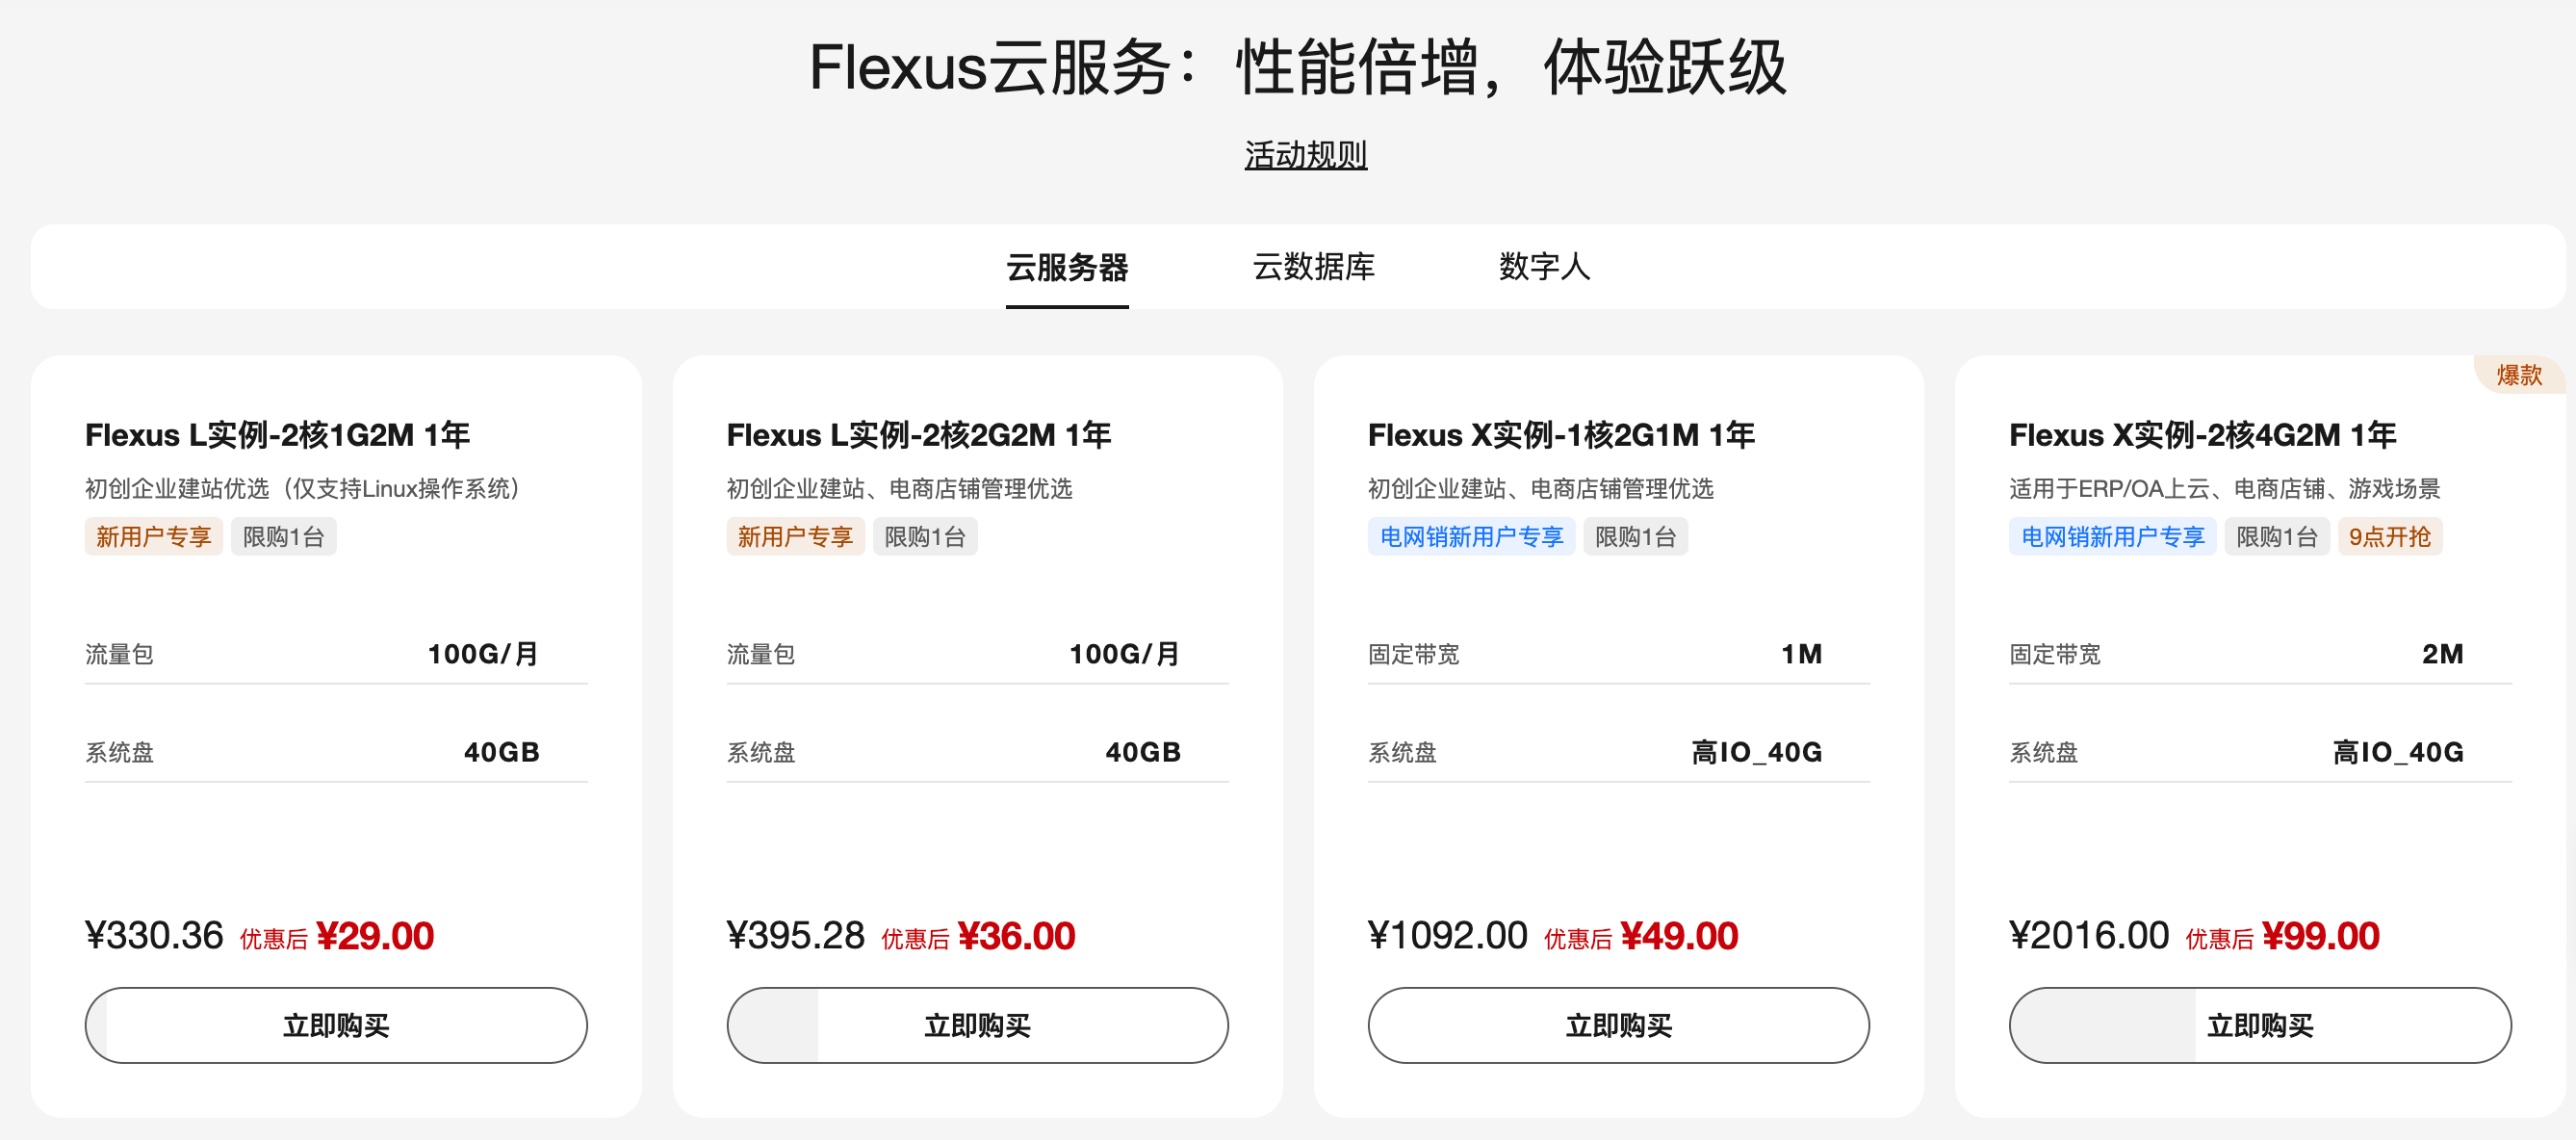 Flexus云服务：性能倍增，体验跃级
活动规则
云服务器 云数据库 数字人
Flexus L实例-2核1G2M 1年
初创企业建站优选（仅支持Linux操作系统）
新用户专享 限购1台
流量包 100G/月
系统盘 40GB
¥330.36 优惠后 ¥29.00
立即购买
Flexus L实例-2核2G2M 1年
初创企业建站、电商店铺管理优选
新用户专享 限购1台
流量包 100G/月
系统盘 40GB
¥395.28 优惠后 ¥36.00
立即购买
Flexus X实例-1核2G1M 1年
初创企业建站、电商店铺管理优选
电网销新用户专享 限购1台
固定带宽 1M
系统盘 高IO_40G
¥1092.00 优惠后 ¥49.00
立即购买
爆款
Flexus X实例-2核4G2M 1年
适用于ERP/OA上云、电商店铺、游戏场景
电网销新用户专享 限购1台 9点开抢
固定带宽 2M
系统盘 高IO_40G
¥2016.00 优惠后 ¥99.00
立即购买